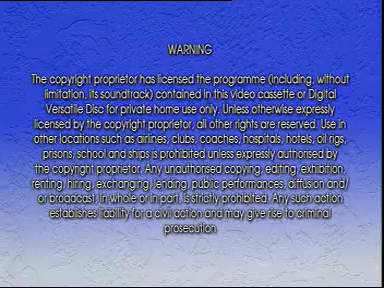 WARNING
The copyright proprietor has licensed the programme (including, without
limitation, its soundtrack) contained in this video cassette or Digital
Versatile Disc for private home use only. Unless otherwise expressly
licensed by the copyright proprietor, all other rights are reserved. Use in
other locations such as airlines, clubs, coaches, hospitals, hotels, oil rigs,
prisons, school and ships is prohibited unless expressly authorised by
the copyright proprietor. Any unauthorised copying, editing, exhibition,
renting, hiring, exchanging, lending, public performances, diffusion and/
or broadcast, in whole or in part, is strictly prohibited. Any such action
establishes liability for a civil action and may give rise to criminal
prosecution.